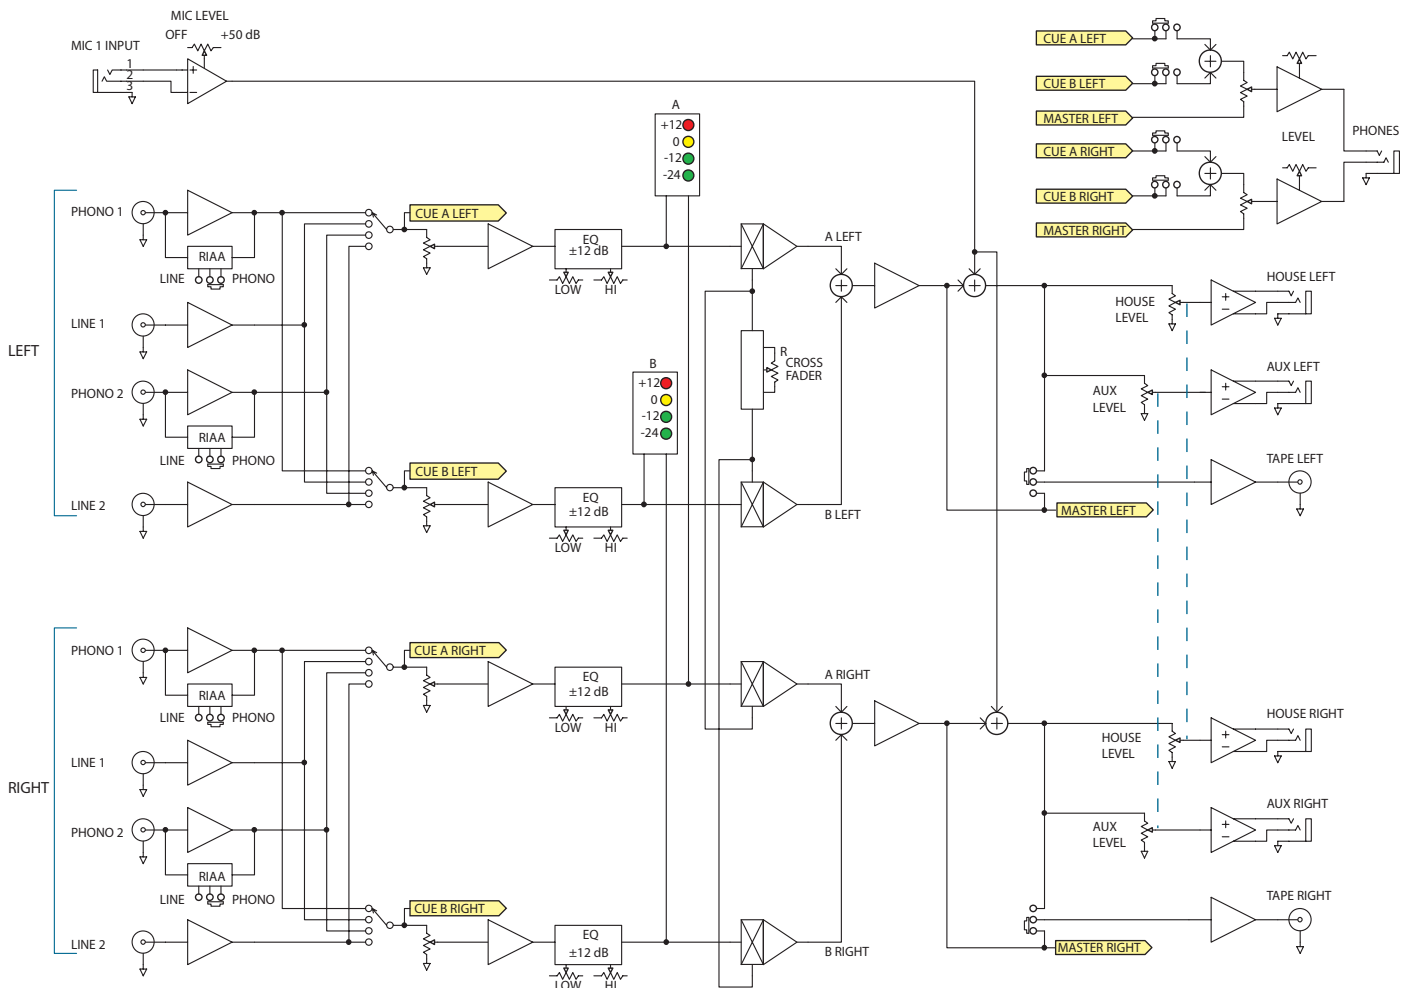 MIC LEVEL
OFF +50 dB
MIC 1 INPUT
1
2
3
+
−
CUE A LEFT
CUE B LEFT
MASTER LEFT
CUE A RIGHT
CUE B RIGHT
MASTER RIGHT
LEVEL
PHONES
A
+12
0
-12
-24
LEFT
PHONO 1
RIAA
LINE PHONO
LINE 1
PHONO 2
RIAA
LINE PHONO
LINE 2
CUE A LEFT
EQ
±12 dB
LOW HI
B
+12
0
-12
-24
CUE B LEFT
EQ
±12 dB
LOW HI
A LEFT
R
CROSS
FADER
B LEFT
HOUSE
LEVEL
HOUSE LEFT
+
−
AUX
LEVEL
AUX LEFT
+
−
TAPE LEFT
MASTER LEFT
RIGHT
PHONO 1
RIAA
LINE PHONO
LINE 1
PHONO 2
RIAA
LINE PHONO
LINE 2
CUE A RIGHT
EQ
±12 dB
LOW HI
CUE B RIGHT
EQ
±12 dB
LOW HI
A RIGHT
B RIGHT
HOUSE
LEVEL
HOUSE RIGHT
+
−
AUX
LEVEL
AUX RIGHT
+
−
TAPE RIGHT
MASTER RIGHT